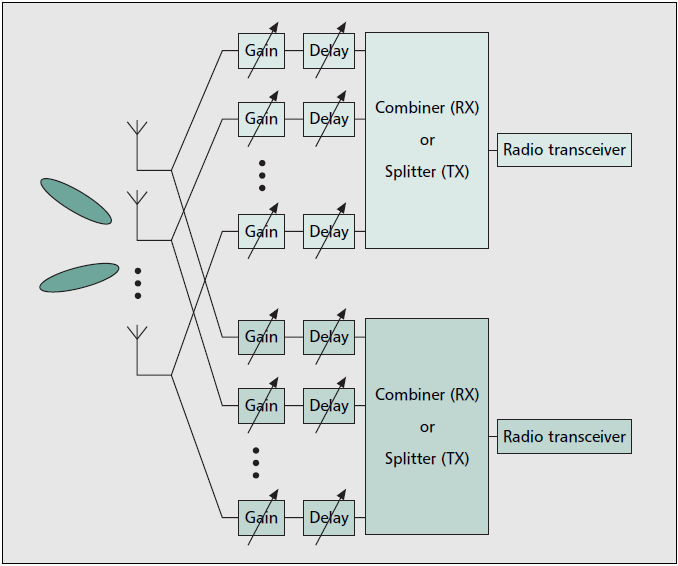 Gain Delay
Gain Delay
Combiner (RX)
or
Splitter (TX)
Radio transceiver
Gain Delay
Gain Delay
Gain Delay
Combiner (RX)
or
Splitter (TX)
Radio transceiver
Gain Delay